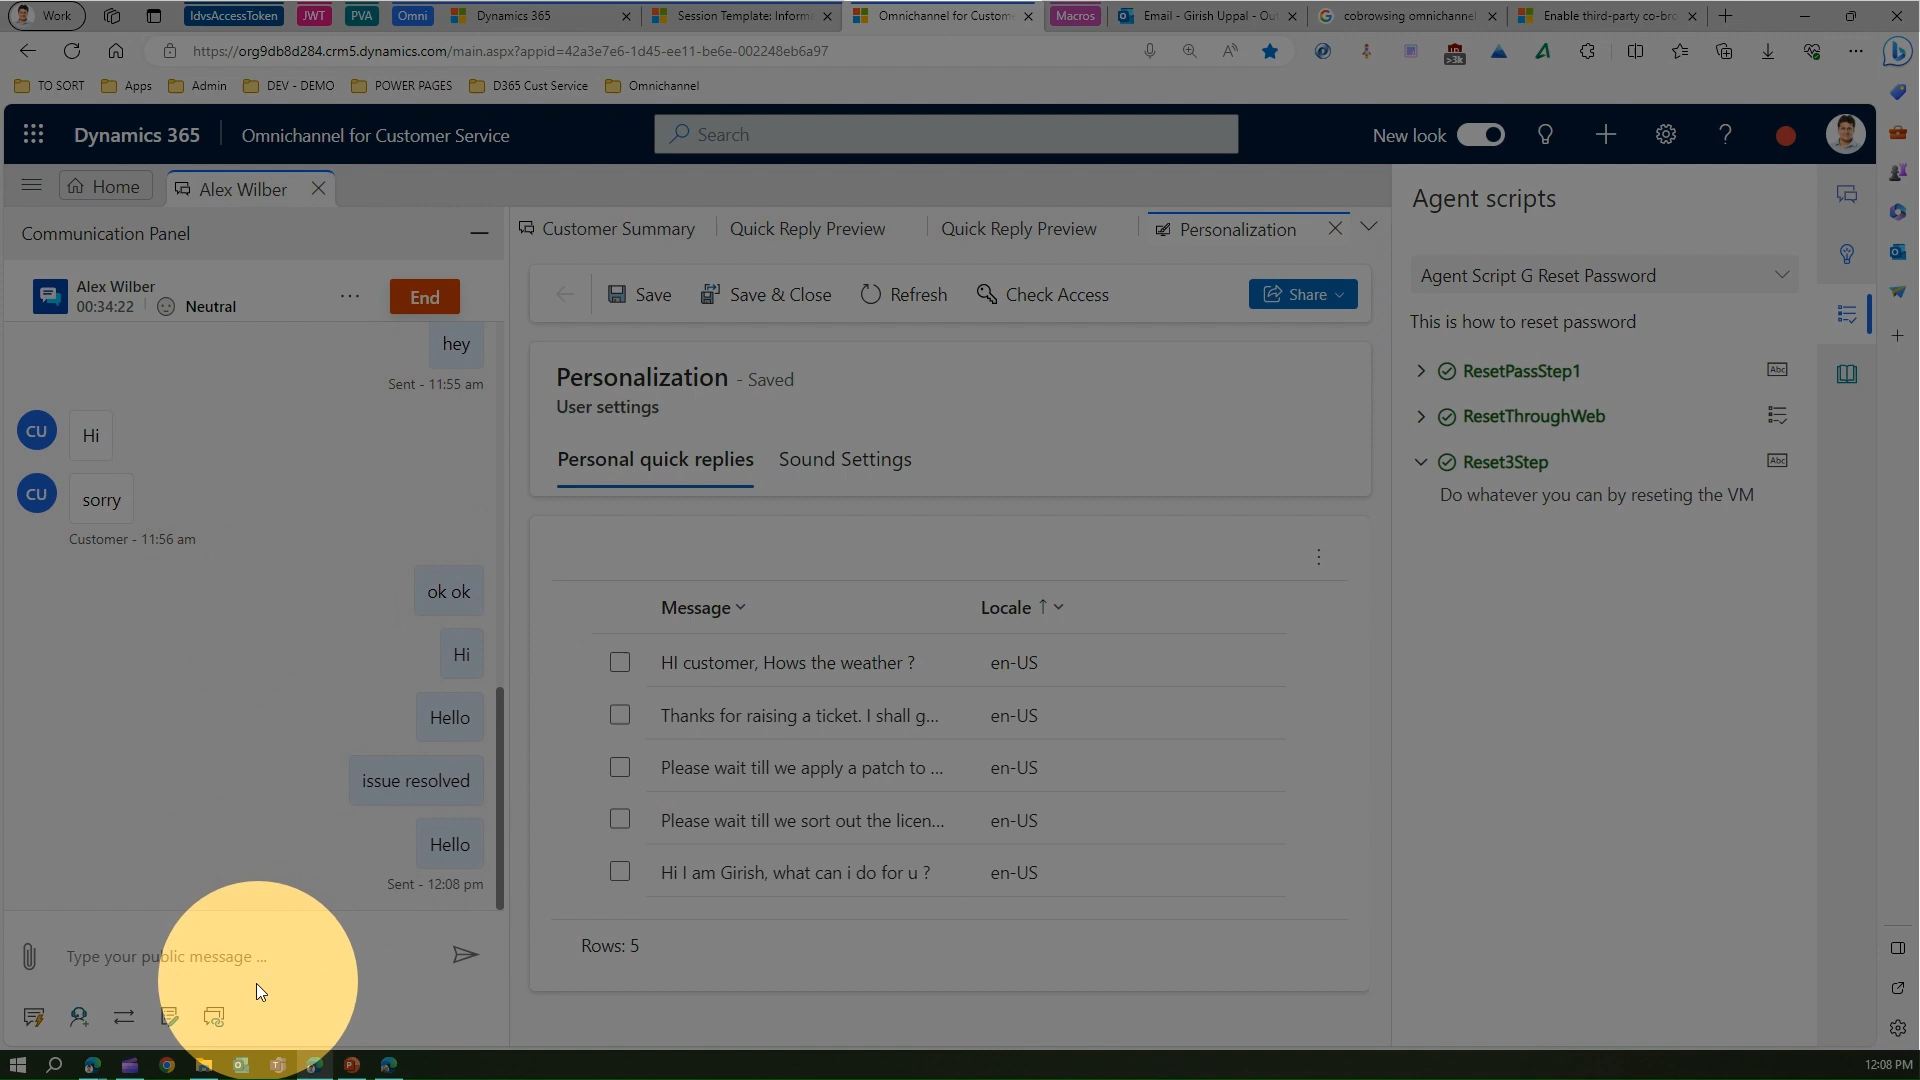 Work
IdvsAccessToken
JWT
PVA
Omni
Dynamics 365
Session Template: Inform
Omnichannel for Custome
Macros
Email - Girish Uppal - Out
cobrowsing omnichannel
Enable third-party co-bro
https://org9db8d284.crm5.dynamics.com/main.aspx?appid=42a3e7e6-1d45-ee11-be6e-002248eb6a97
>3k
TO SORT
Apps
Admin
DEV - DEMO
POWER PAGES
D365 Cust Service
Omnichannel
Dynamics 365
Omnichannel for Customer Service
Search
New look
Home
Alex Wilber
Communication Panel
Alex Wilber
00:34:22
Neutral
End
hey
Sent - 11:55 am
CU
Hi
CU
sorry
Customer - 11:56 am
ok ok
Hi
Hello
issue resolved
Hello
Sent - 12:08 pm
Type your public message ...
Customer Summary
Quick Reply Preview
Quick Reply Preview
Personalization
Save
Save & Close
Refresh
Check Access
Share
Personalization - Saved
User settings
Personal quick replies
Sound Settings
Message
Locale ↑
HI customer, Hows the weather ?
en-US
Thanks for raising a ticket. I shall g...
en-US
Please wait till we apply a patch to ...
en-US
Please wait till we sort out the licen...
en-US
Hi I am Girish, what can i do for u ?
en-US
Rows: 5
Agent scripts
Agent Script G Reset Password
This is how to reset password
ResetPassStep1
Abc
ResetThroughWeb
Reset3Step
Abc
Do whatever you can by reseting the VM
12:08 PM